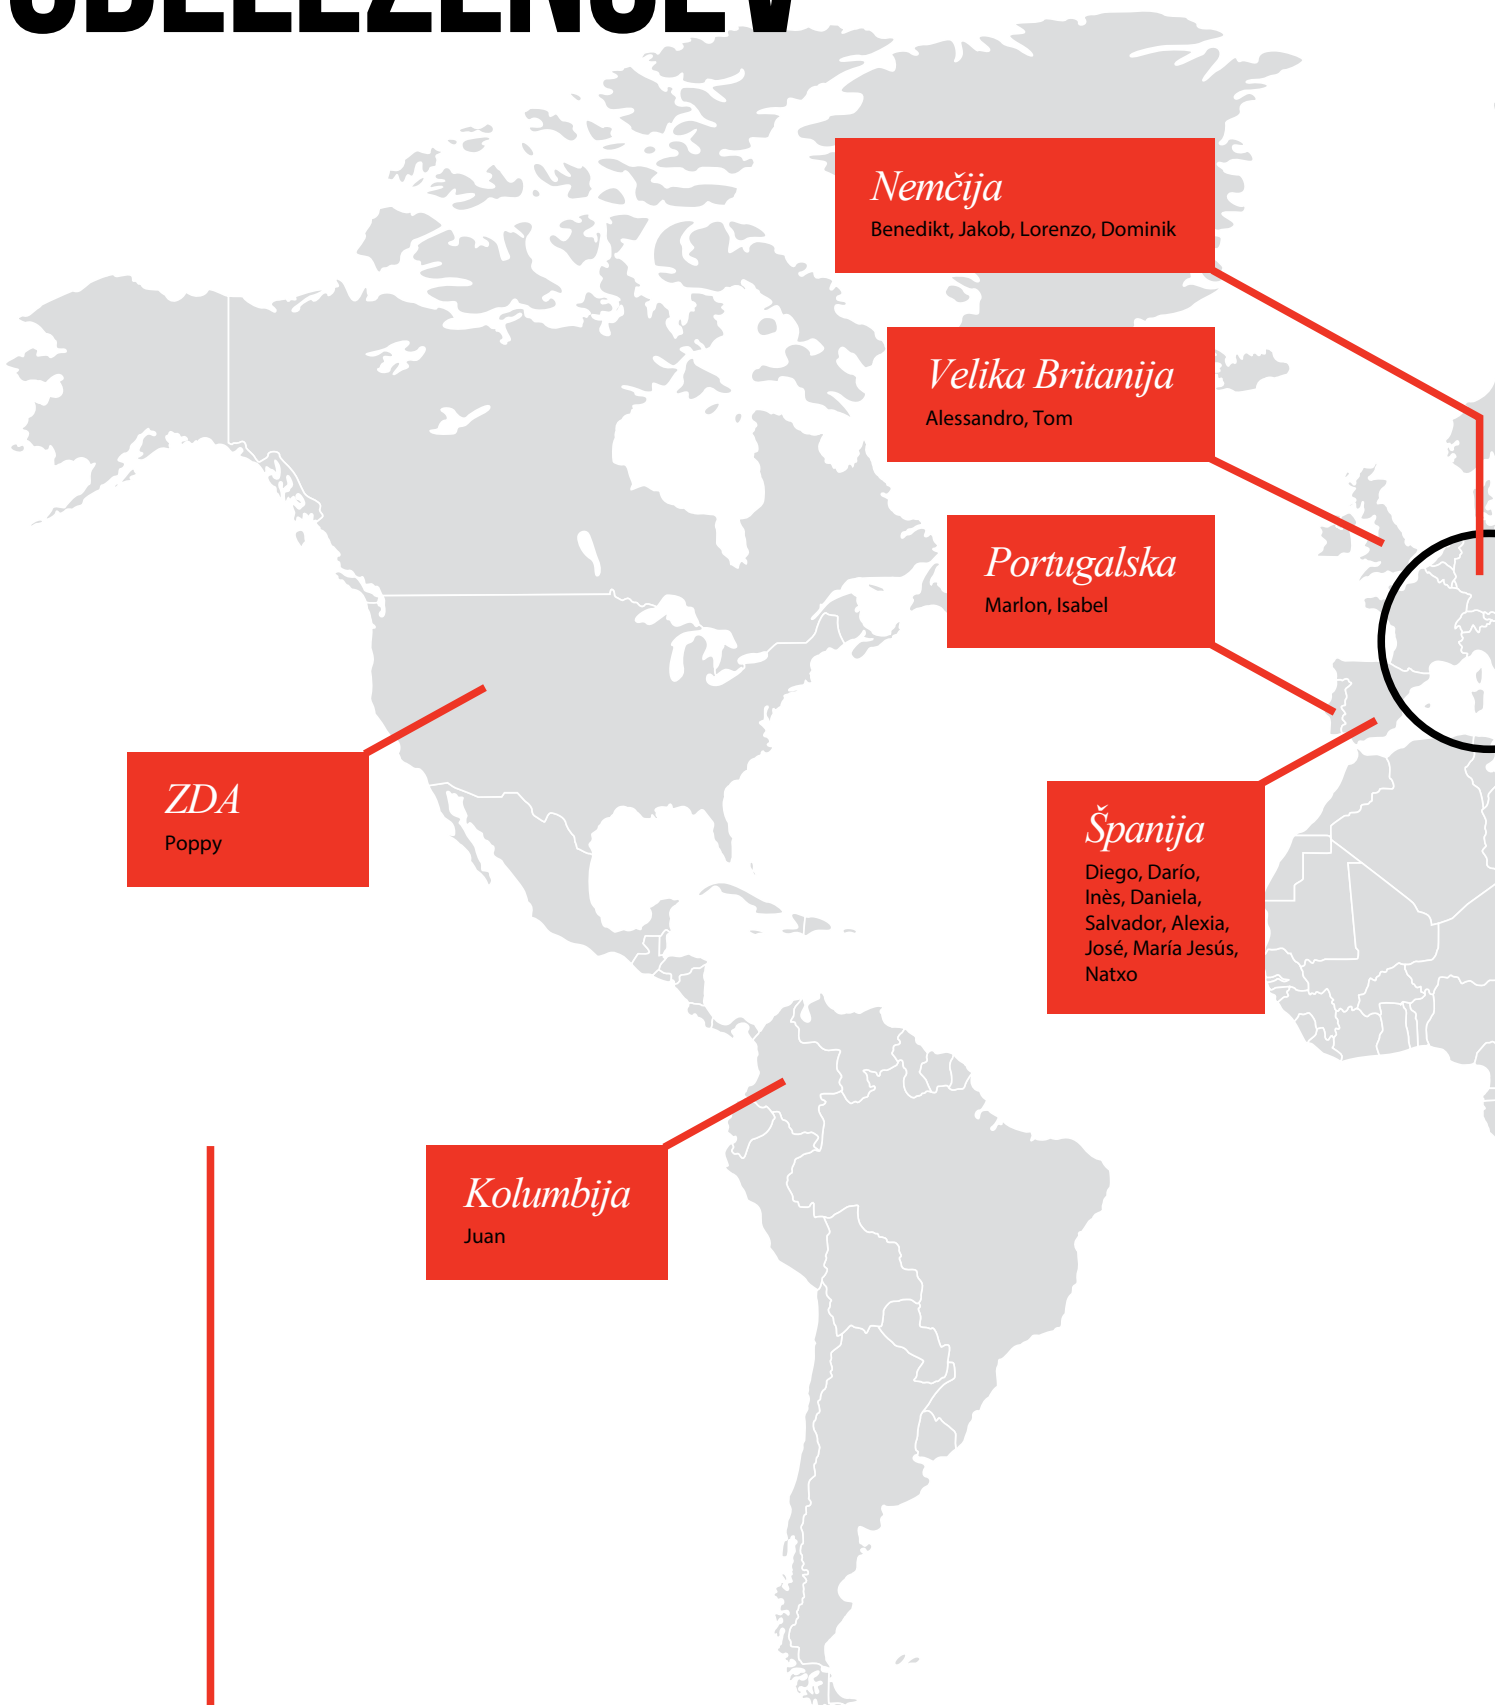 UDELEŽENCEV
Nemčija
Benedikt, Jakob, Lorenzo, Dominik
Velika Britanija
Alessandro, Tom
Portugalska
Marlon, Isabel
ZDA
Poppy
Španija
Diego, Darío,
Inès, Daniela,
Salvador, Alexia,
José, María Jesús,
Natxo
Kolumbija
Juan